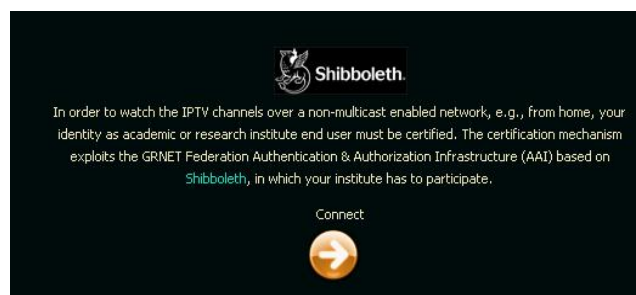 Shibboleth.
In order to watch the IPTV channels over a non-multicast enabled network, e.g., from home, your
identity as academic or research institute end user must be certified. The certification mechanism
exploits the GRNET Federation Authentication & Authorization Infrastructure (AAI) based on
Shibboleth, in which your institute has to participate.
Connect